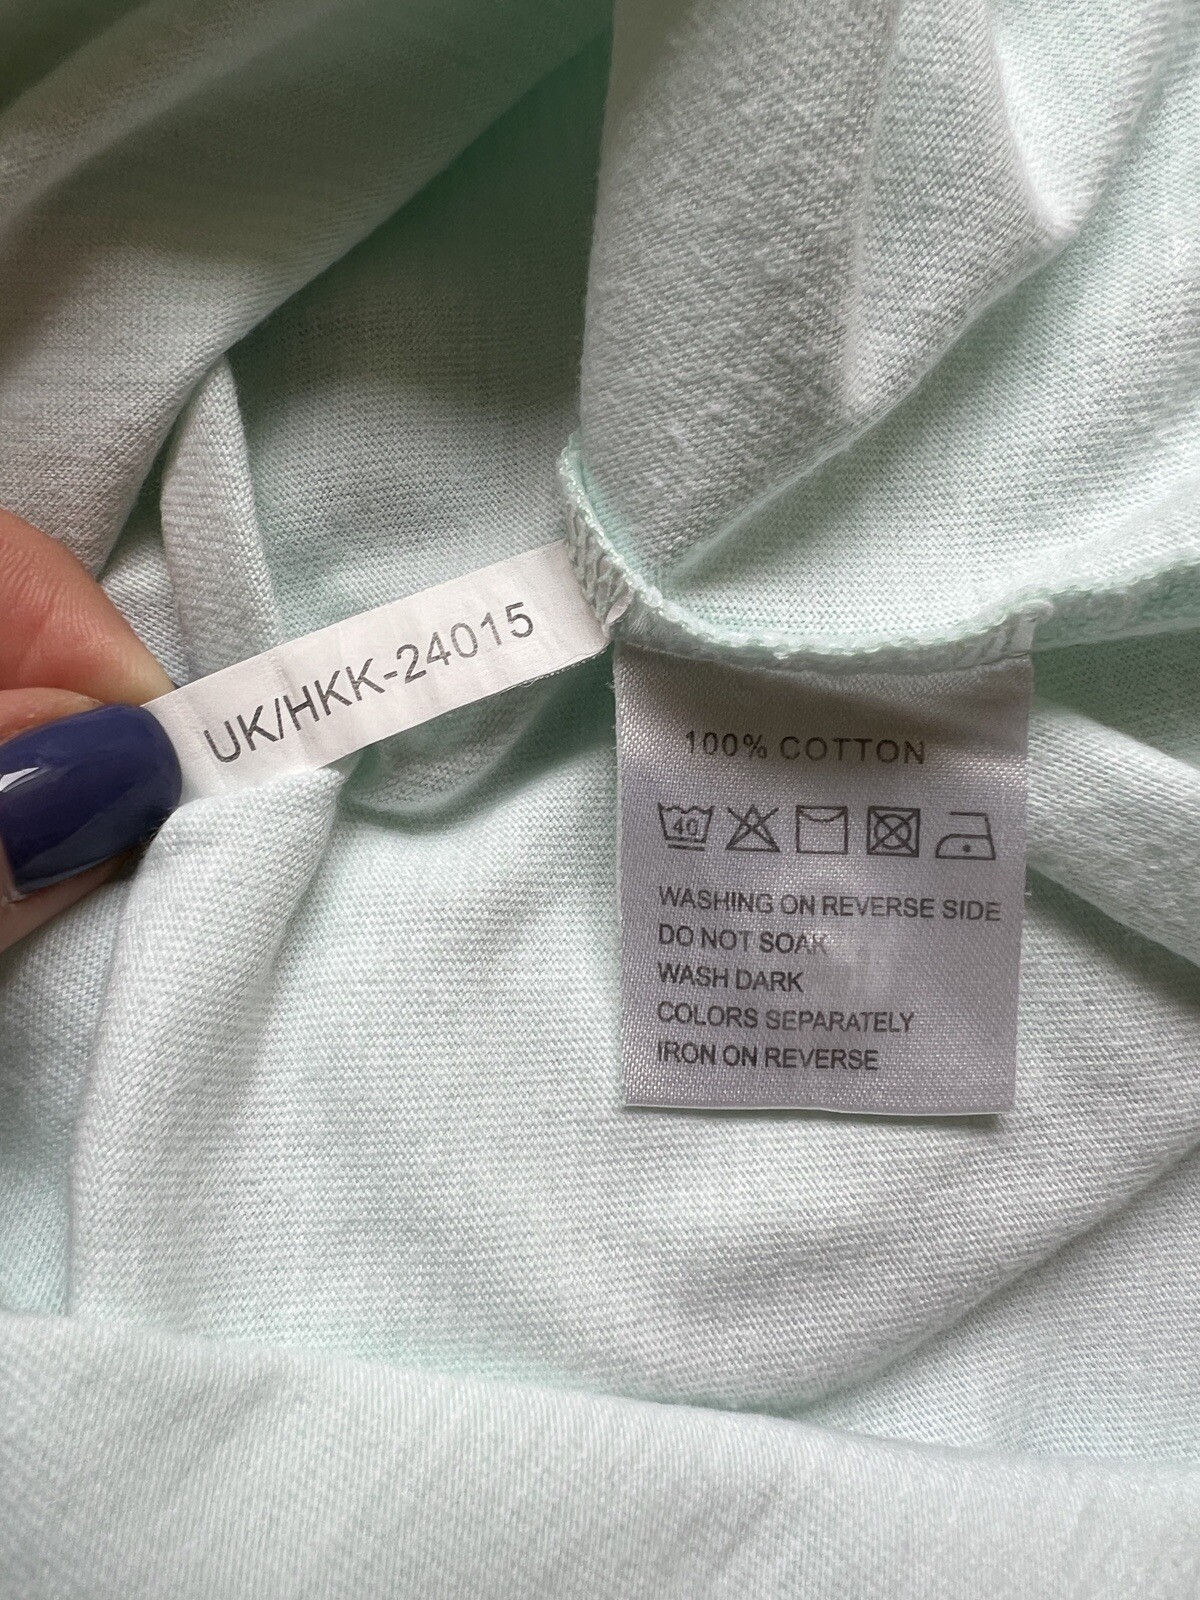 UK/HKK-24015
100% COTTON
40
WASHING ON REVERSE SIDE
DO NOT SOAK
WASH DARK
COLORS SEPARATELY
IRON ON REVERSE